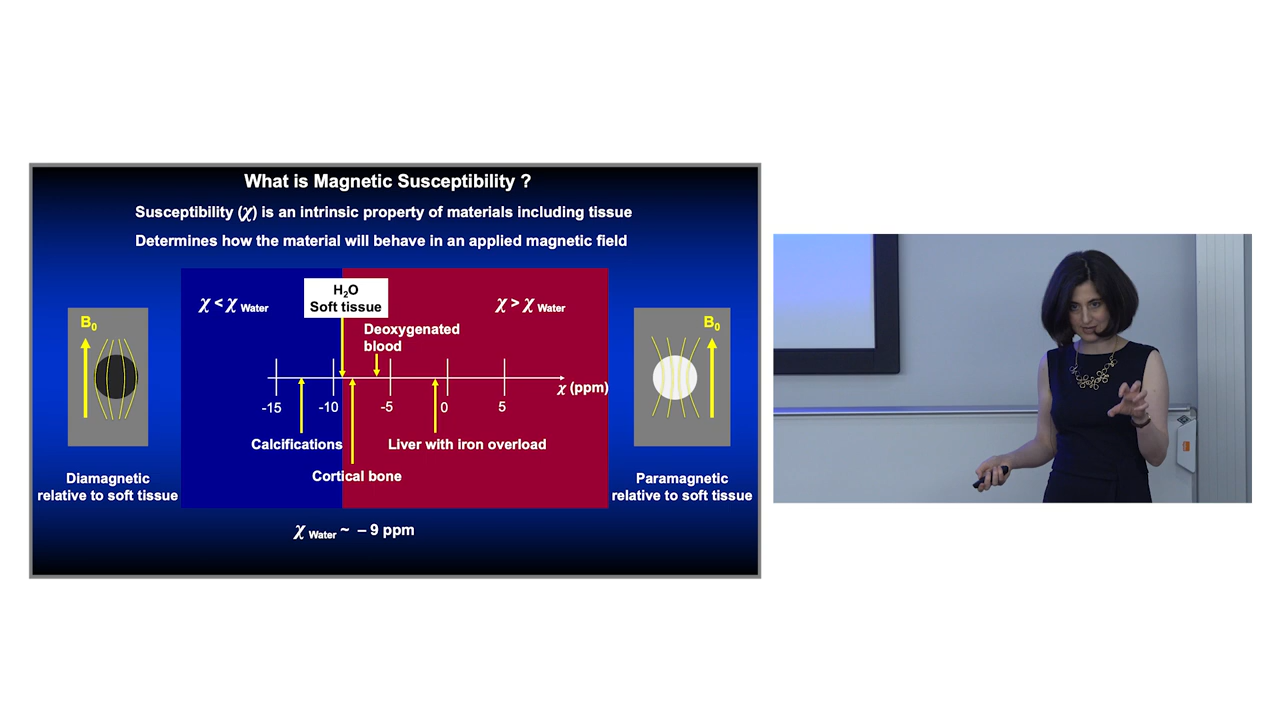 What is Magnetic Susceptibility ?
Susceptibility (χ) is an intrinsic property of materials including tissue
Determines how the material will behave in an applied magnetic field
χ < χ Water
H₂O
Soft tissue
χ > χ Water
Deoxygenated
blood
B₀
B₀
χ (ppm)
-15
-10
-5
0
5
Calcifications
Liver with iron overload
Cortical bone
Diamagnetic
relative to soft tissue
Paramagnetic
relative to soft tissue
χ Water ~ – 9 ppm